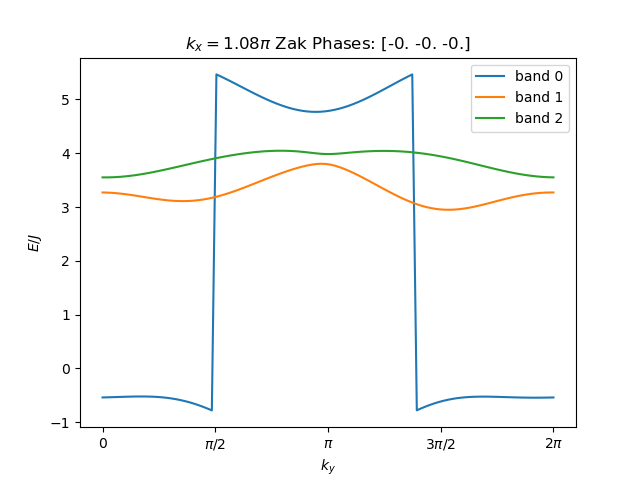 $k_x = 1.08\pi$ Zak Phases: [-0. -0. -0.]
band 0
band 1
band 2
5
4
3
2
1
0
−1
E/J
0
π/2
π
3π/2
2π
$k_y$